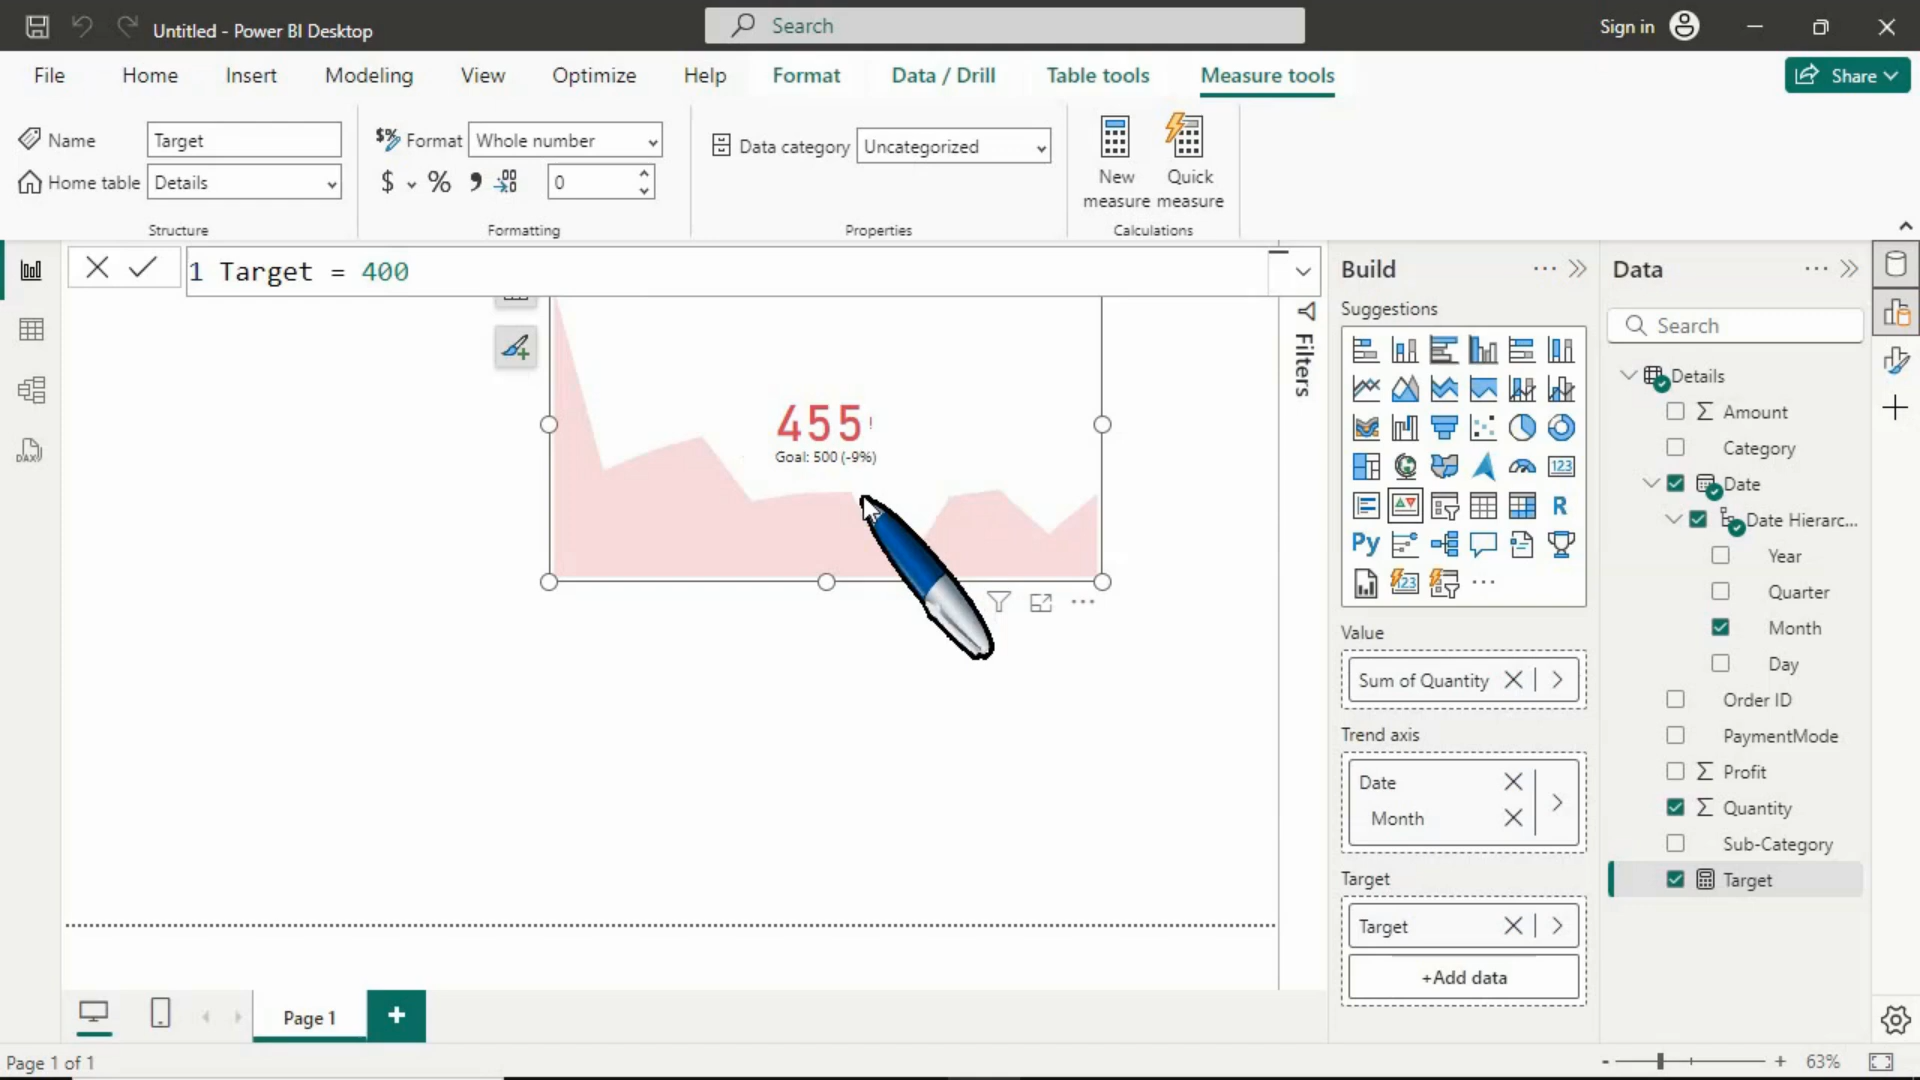 Untitled - Power BI Desktop
Search
Sign in
File
Home
Insert
Modeling
View
Optimize
Help
Format
Data / Drill
Table tools
Measure tools
Share
Name
Target
Home table
Details
Structure
$%
Format
Whole number
$
%
,
.00
0
Formatting
Data category
Uncategorized
Properties
New
measure
Quick
measure
Calculations
1 Target = 400
455!
Goal: 500 (-9%)
DAX
Filters
Build
Suggestions
123
R
Py
123
Value
Sum of Quantity
Trend axis
Date
Month
Target
Target
+Add data
Data
Search
Details
Amount
Category
Date
Date Hierarc...
Year
Quarter
Month
Day
Order ID
PaymentMode
Profit
Quantity
Sub-Category
Target
Page 1
Page 1 of 1
63%